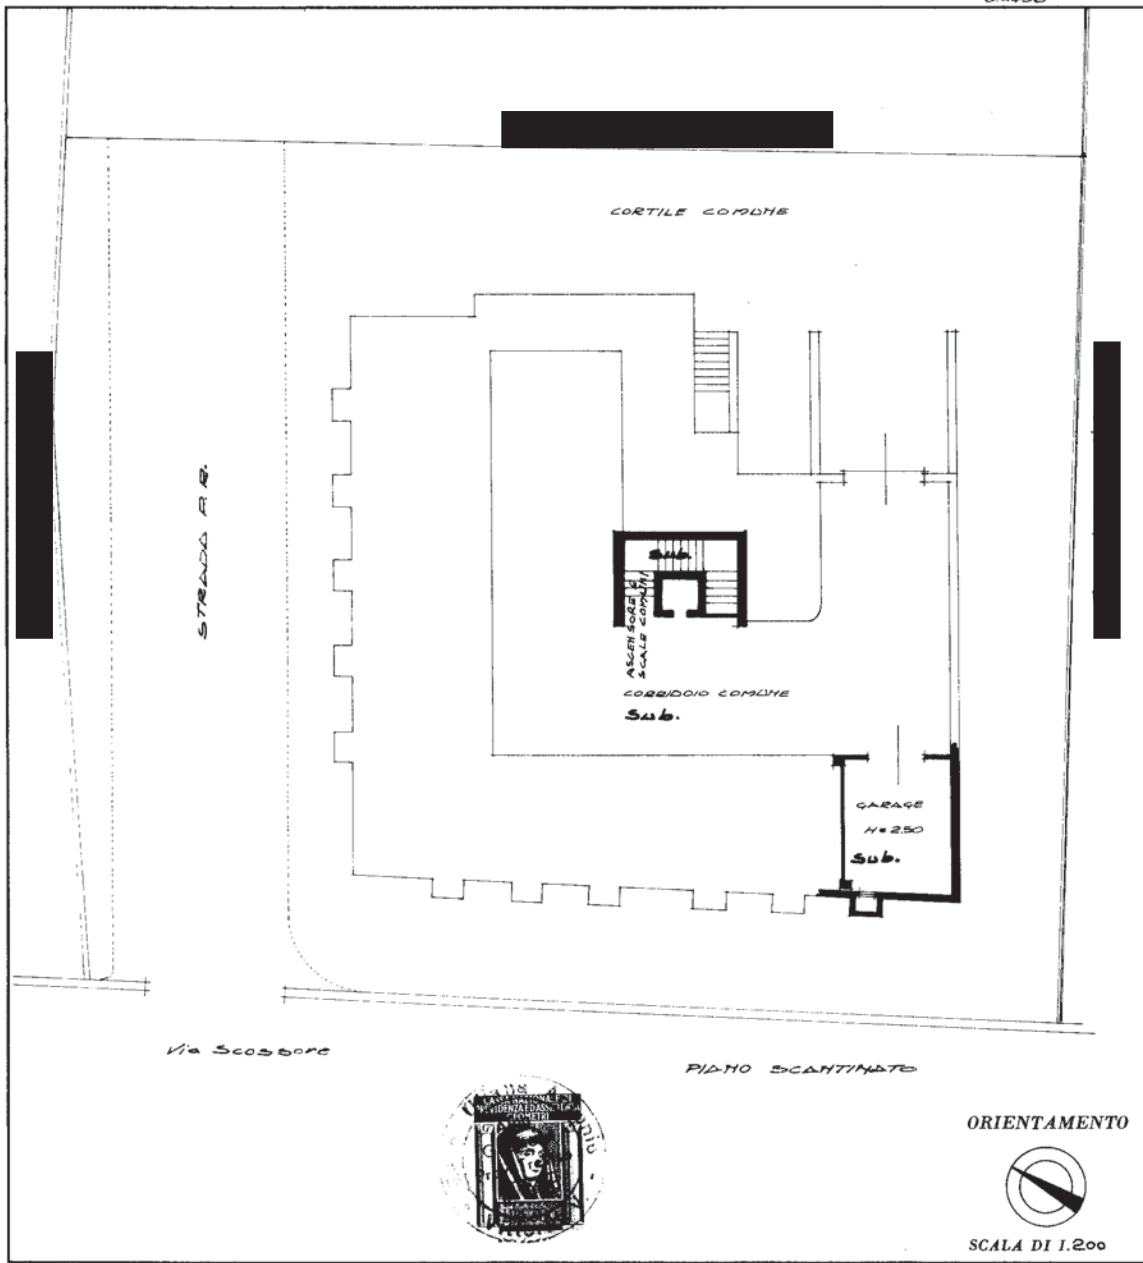 CORTILE COMUNE
STRADA P.R.
Sub.
ASCENSORE E
SCALE COMUNI
CORRIDOIO COMUNE
Sub.
GARAGE
H=2.50
Sub.
Via Scossore
PIANO SCANTINATO
GEOMETRI
ORIENTAMENTO
SCALA DI 1.200